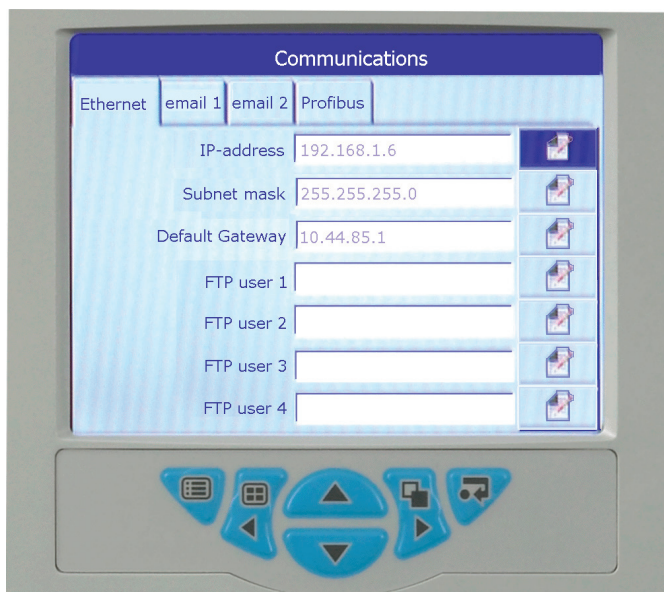 Communications
Ethernet email 1 email 2 Profibus
IP-address 192.168.1.6
Subnet mask 255.255.255.0
Default Gateway 10.44.85.1
FTP user 1
FTP user 2
FTP user 3
FTP user 4